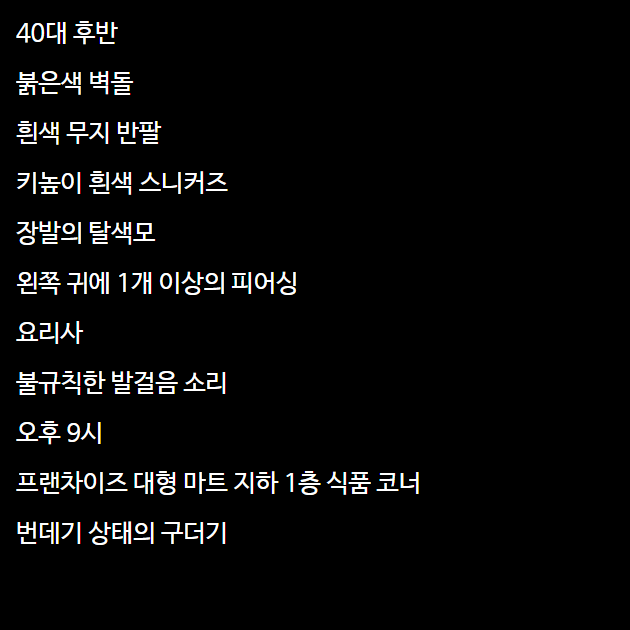 40대 후반
붉은색 벽돌
흰색 무지 반팔
키높이 흰색 스니커즈
장발의 탈색모
왼쪽 귀에 1개 이상의 피어싱
요리사
불규칙한 발걸음 소리
오후 9시
프랜차이즈 대형 마트 지하 1층 식품 코너
번데기 상태의 구더기